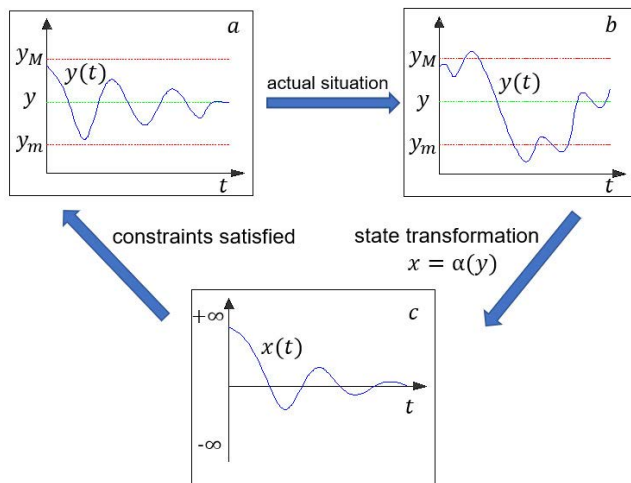 a
y_M
y(t)
y
y_m
t
actual situation
b
y_M
y(t)
y
y_m
t
constraints satisfied
state transformation
x = α(y)
c
+∞
x(t)
t
-∞